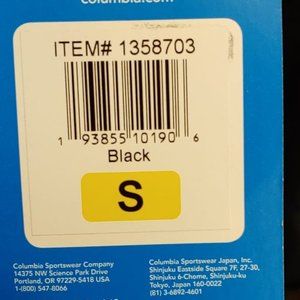 columbia.com
ITEM# 1358703
1 93855 10190 6
Black
S
Columbia Sportswear Company
14375 NW Science Park Drive
Portland, OR 97229-5418 USA
1-(800) 547-8066
Columbia Sportswear Japan, Inc.
Shinjuku Eastside Square 7F, 27-30,
Shinjuku 6-Chome, Shinjuku-ku
Tokyo, Japan 160-0022
(81) 3-6892-4601